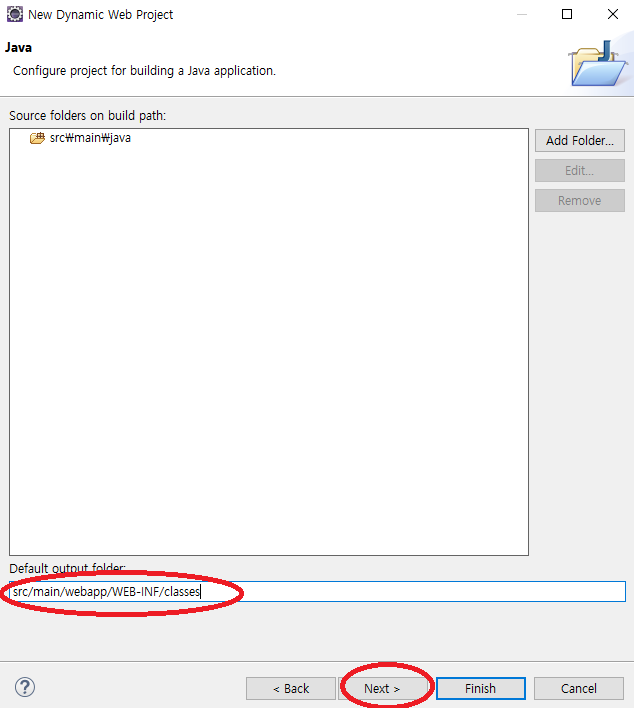 New Dynamic Web Project
Java
Configure project for building a Java application.
Source folders on build path:
src₩main₩java
Add Folder...
Edit...
Remove
Default output folder:
src/main/webapp/WEB-INF/classes
?
< Back
Next >
Finish
Cancel